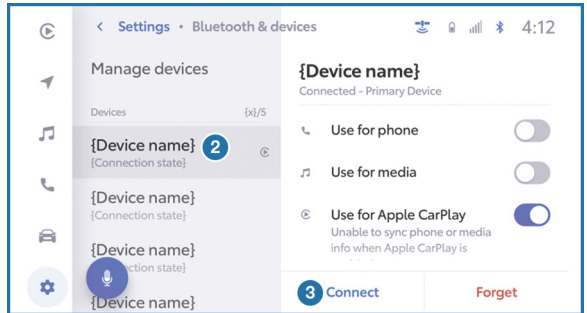 < Settings • Bluetooth & devices
4:12
Manage devices
Devices {x}/5
{Device name} 2
{Connection state}
{Device name}
{Connection state}
{Device name}
ction state}
{Device name}
{Device name}
Connected - Primary Device
Use for phone
Use for media
Use for Apple CarPlay
Unable to sync phone or media
info when Apple CarPlay is
3 Connect
Forget